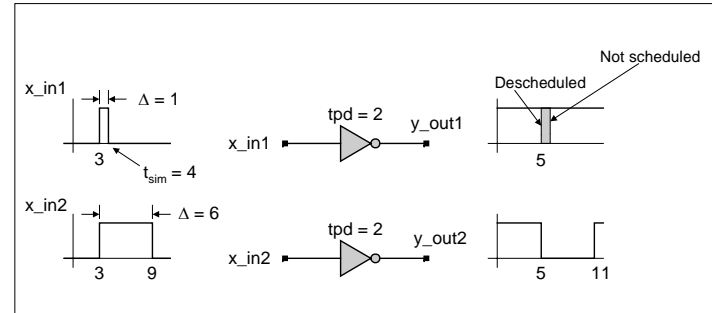 Not scheduled
Descheduled
x_in1
Δ = 1
tpd = 2
y_out1
x_in1
3
t_sim = 4
5
x_in2
Δ = 6
tpd = 2
y_out2
x_in2
3
9
5
11